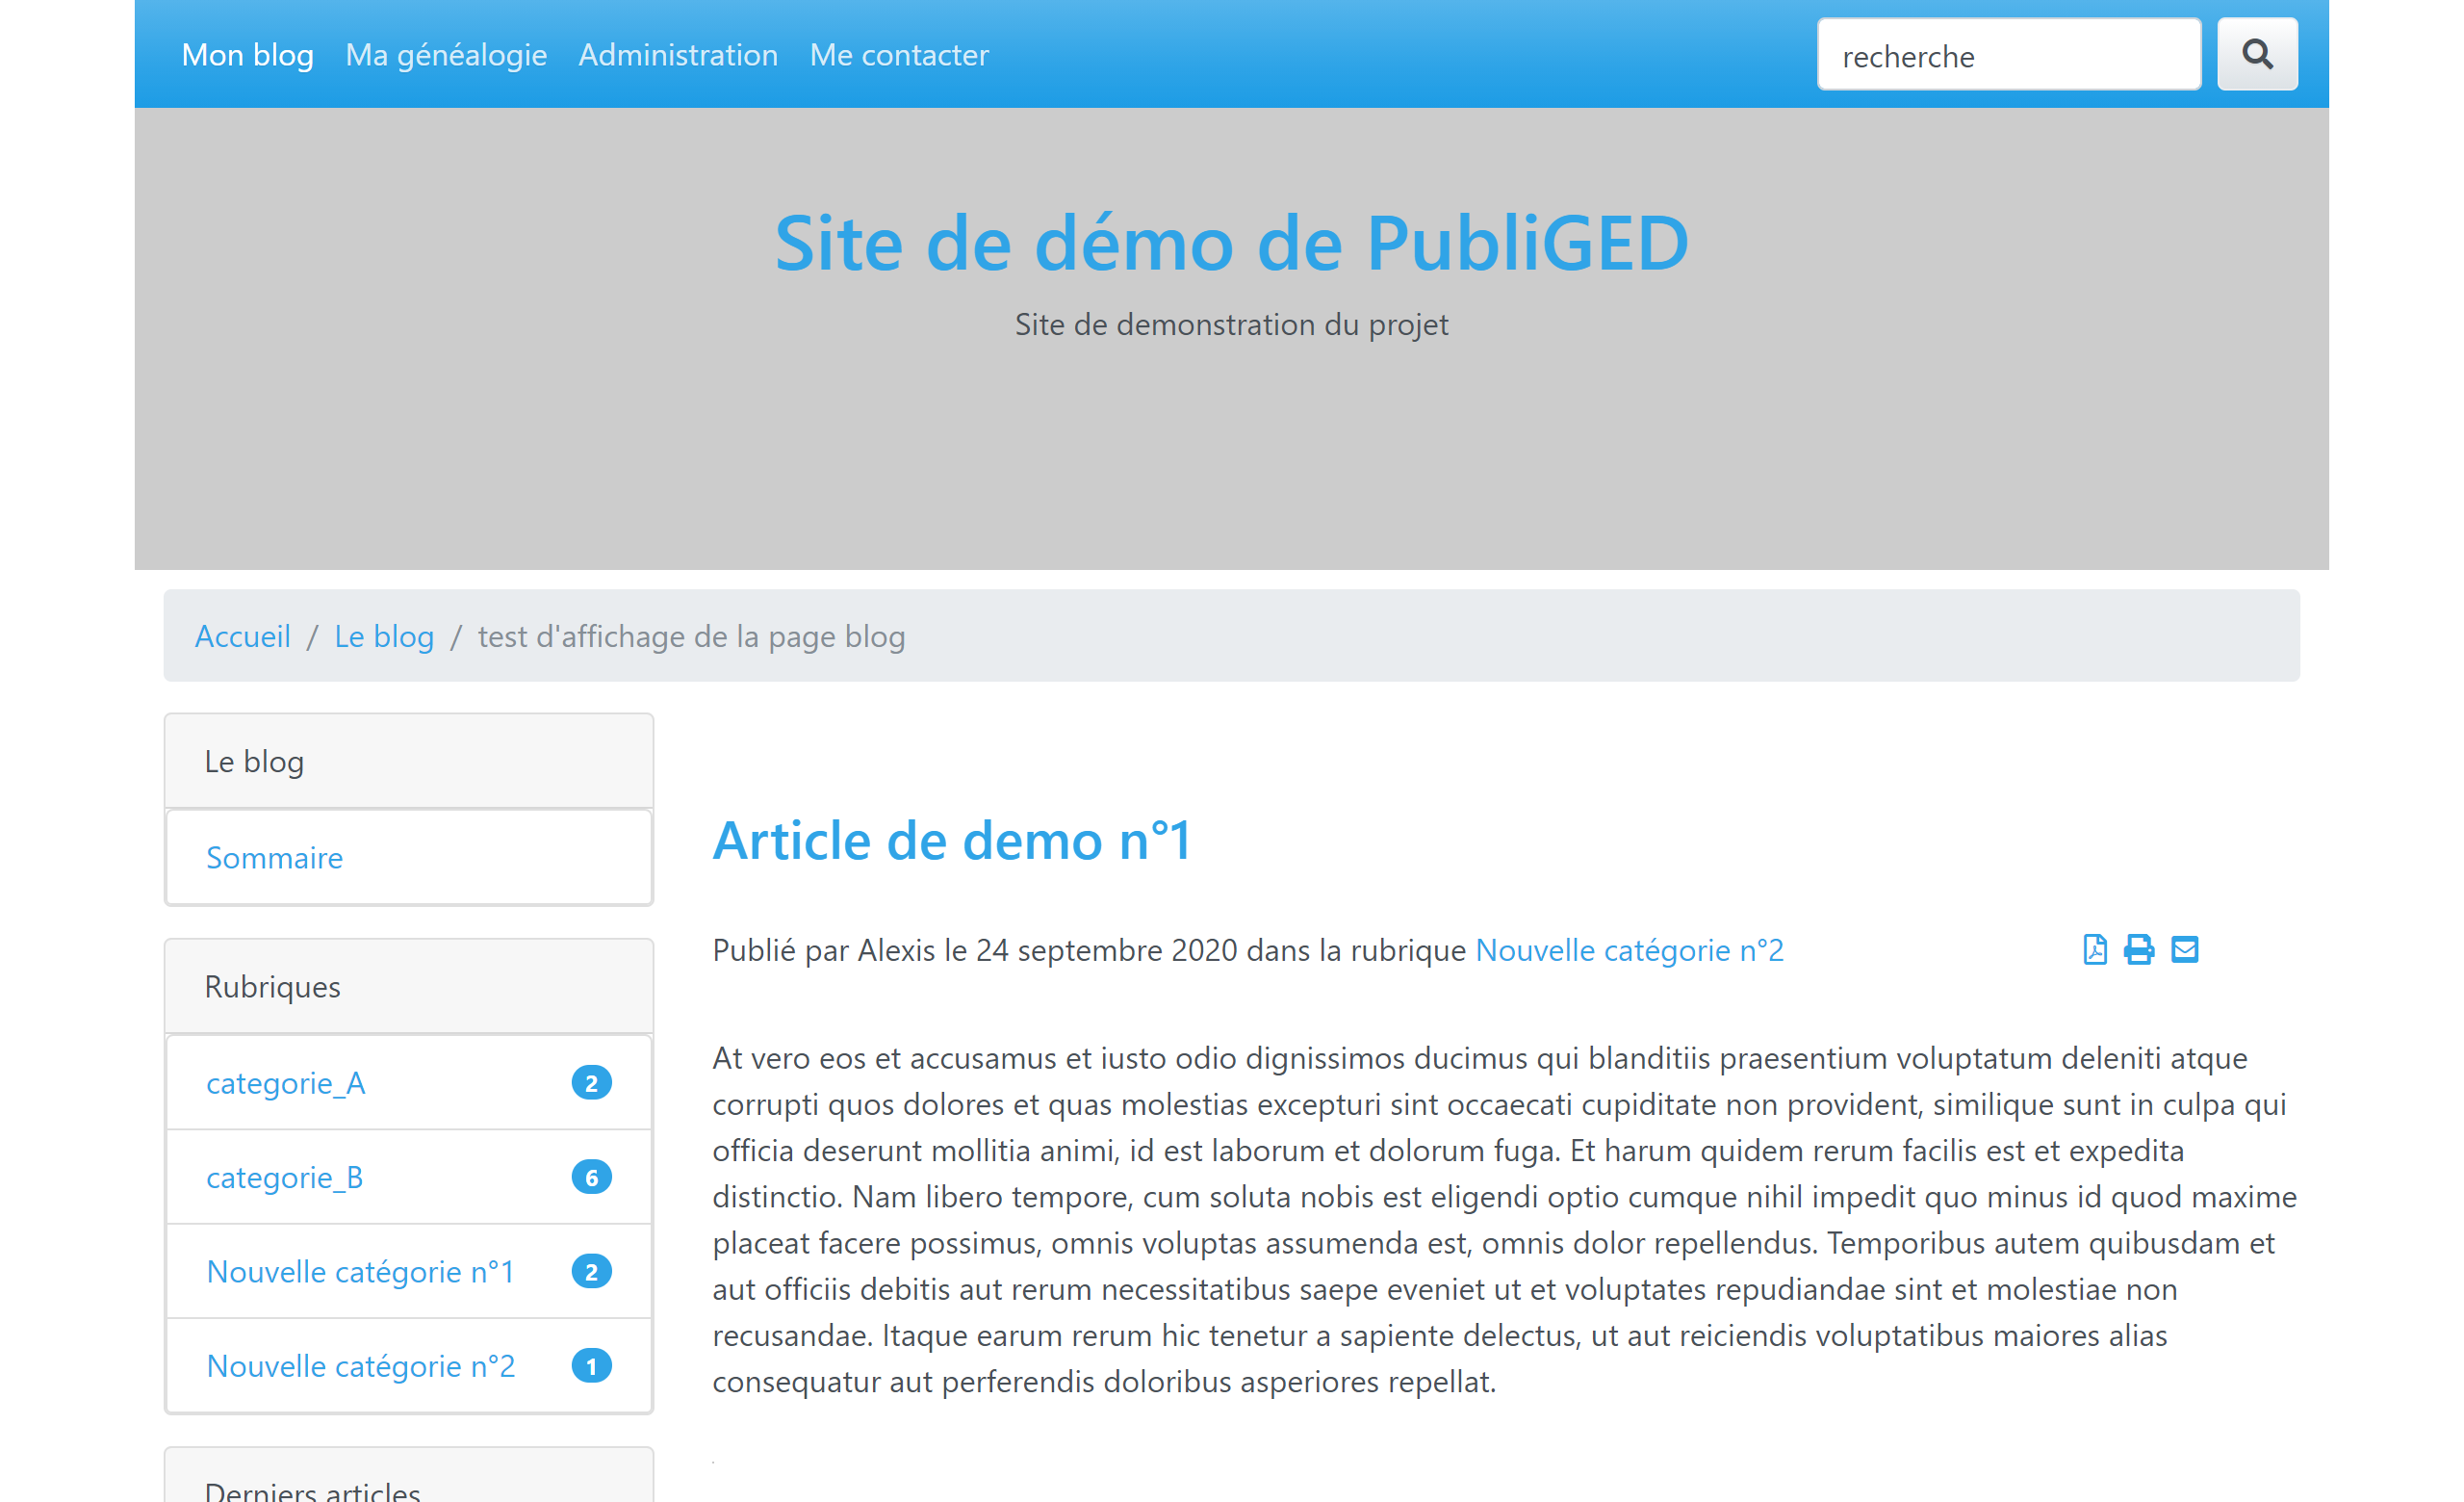 Mon blog Ma généalogie Administration Me contacter recherche
Site de démo de PubliGED
Site de demonstration du projet
Accueil / Le blog / test d'affichage de la page blog
Le blog
Sommaire
Rubriques
categorie_A 2
categorie_B 6
Nouvelle catégorie n°1 2
Nouvelle catégorie n°2 1
Derniers articles
Article de demo n°1
Publié par Alexis le 24 septembre 2020 dans la rubrique Nouvelle catégorie n°2
At vero eos et accusamus et iusto odio dignissimos ducimus qui blanditiis praesentium voluptatum deleniti atque
corrupti quos dolores et quas molestias excepturi sint occaecati cupiditate non provident, similique sunt in culpa qui
officia deserunt mollitia animi, id est laborum et dolorum fuga. Et harum quidem rerum facilis est et expedita
distinctio. Nam libero tempore, cum soluta nobis est eligendi optio cumque nihil impedit quo minus id quod maxime
placeat facere possimus, omnis voluptas assumenda est, omnis dolor repellendus. Temporibus autem quibusdam et
aut officiis debitis aut rerum necessitatibus saepe eveniet ut et voluptates repudiandae sint et molestiae non
recusandae. Itaque earum rerum hic tenetur a sapiente delectus, ut aut reiciendis voluptatibus maiores alias
consequatur aut perferendis doloribus asperiores repellat.